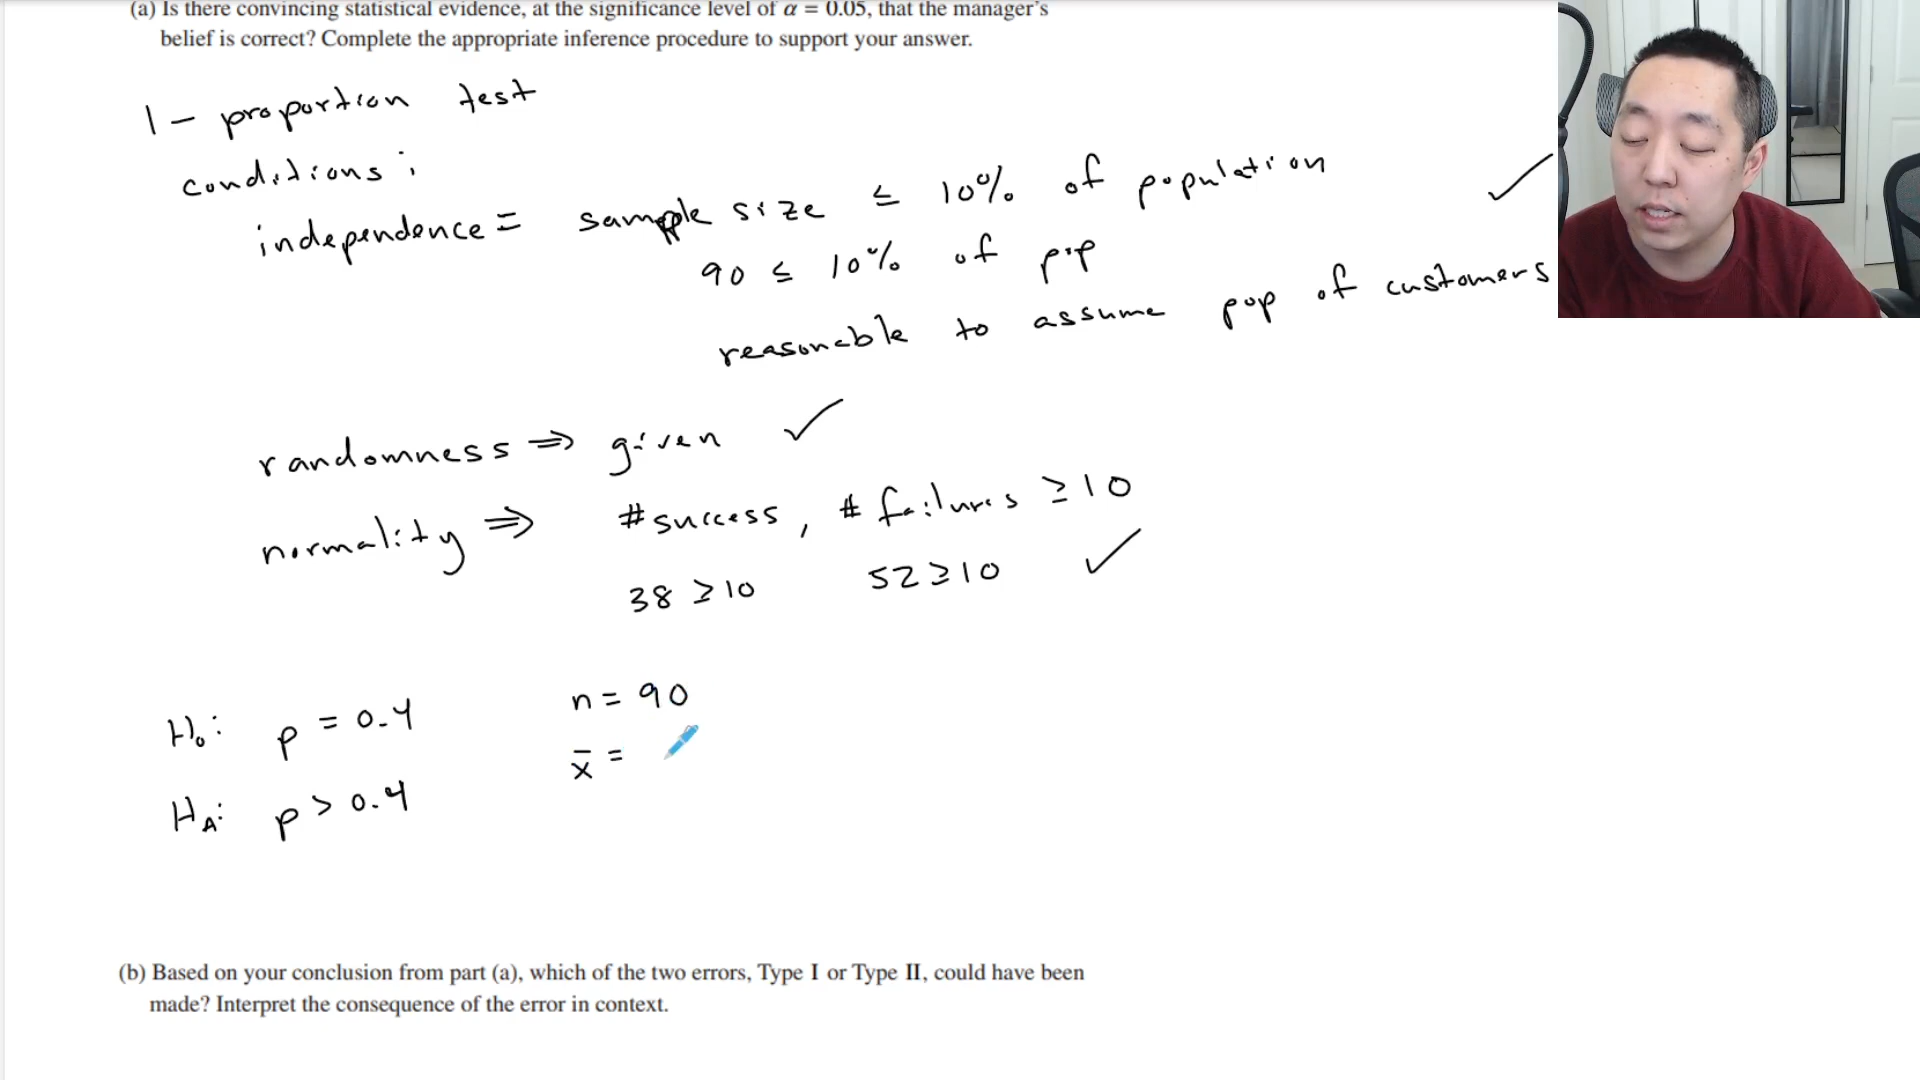 (a) Is there convincing statistical evidence, at the significance level of α = 0.05, that the manager's
belief is correct? Complete the appropriate inference procedure to support your answer.
1 - proportion test
conditions:
independence = sample size ≤ 10% of population ✓
90 ≤ 10% of pop
reasonable to assume pop of customers
randomness ⇒ given ✓
normality ⇒ #success, # failures ≥ 10
38 ≥ 10 52 ≥ 10 ✓
H₀: p = 0.4 n = 90
x̄ =
H_A: p > 0.4
(b) Based on your conclusion from part (a), which of the two errors, Type I or Type II, could have been
made? Interpret the consequence of the error in context.